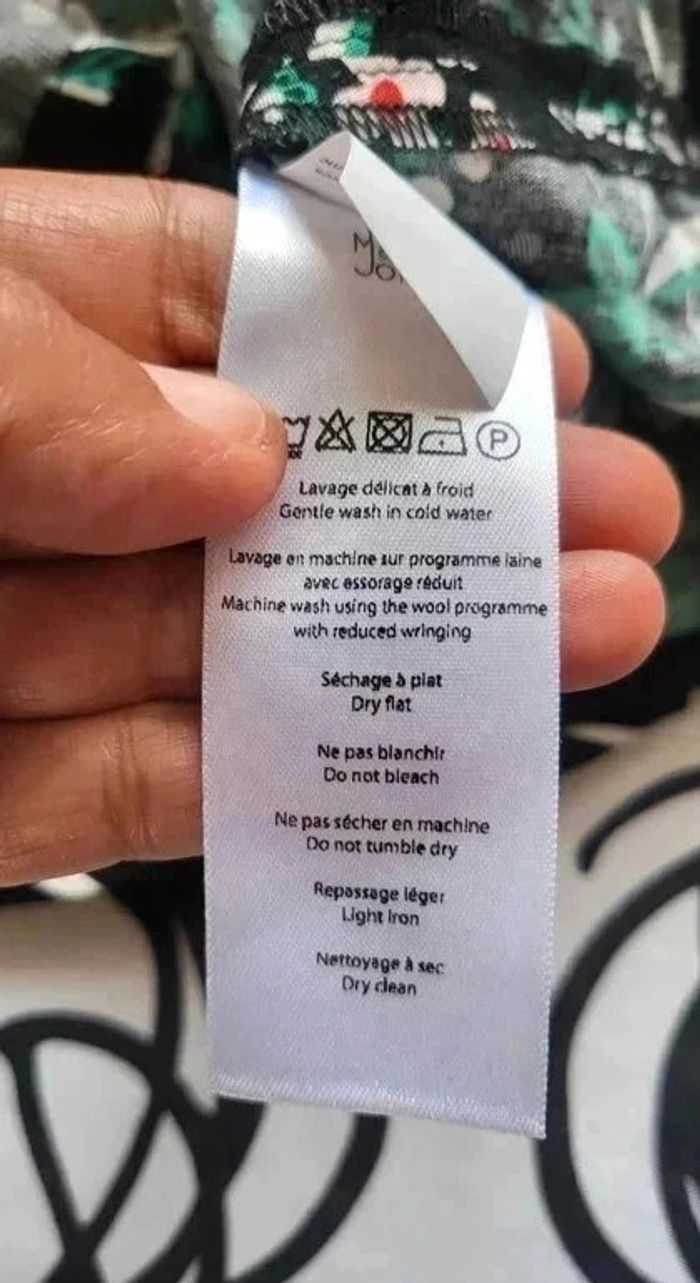 P
Lavage délicat à froid
Gentle wash in cold water
Lavage en machine sur programme laine
avec essorage réduit
Machine wash using the wool programme
with reduced wringing
Séchage à plat
Dry flat
Ne pas blanchir
Do not bleach
Ne pas sécher en machine
Do not tumble dry
Repassage léger
Light Iron
Nettoyage à sec
Dry clean